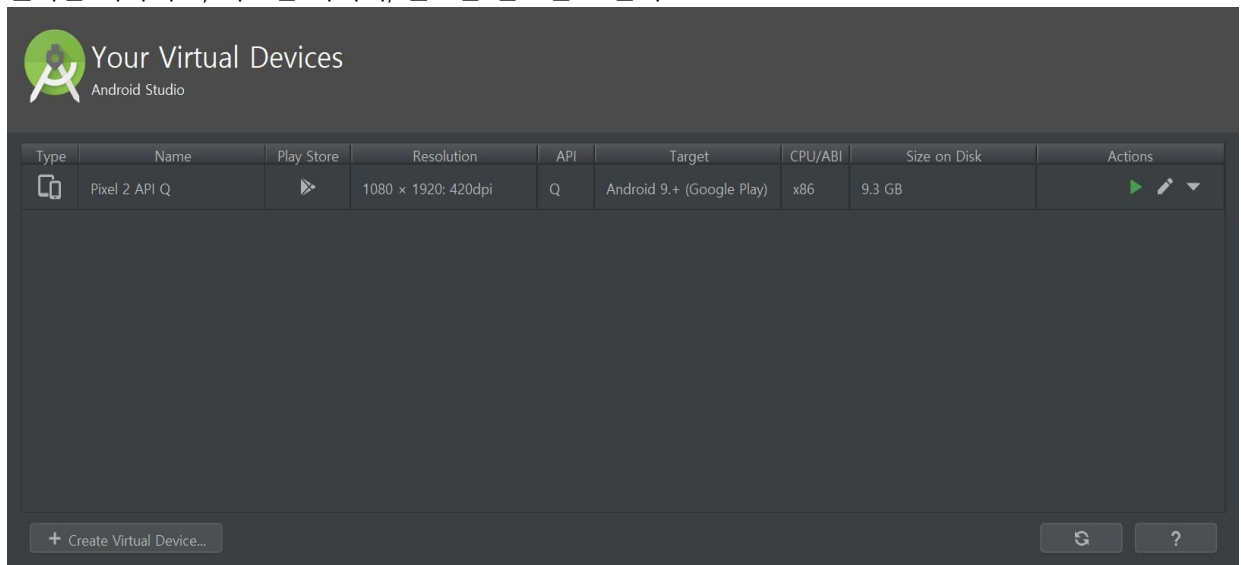 Your Virtual Devices
Android Studio
Type Name Play Store Resolution API Target CPU/ABI Size on Disk Actions
Pixel 2 API Q 1080 × 1920: 420dpi Q Android 9.+ (Google Play) x86 9.3 GB
+ Create Virtual Device... ?